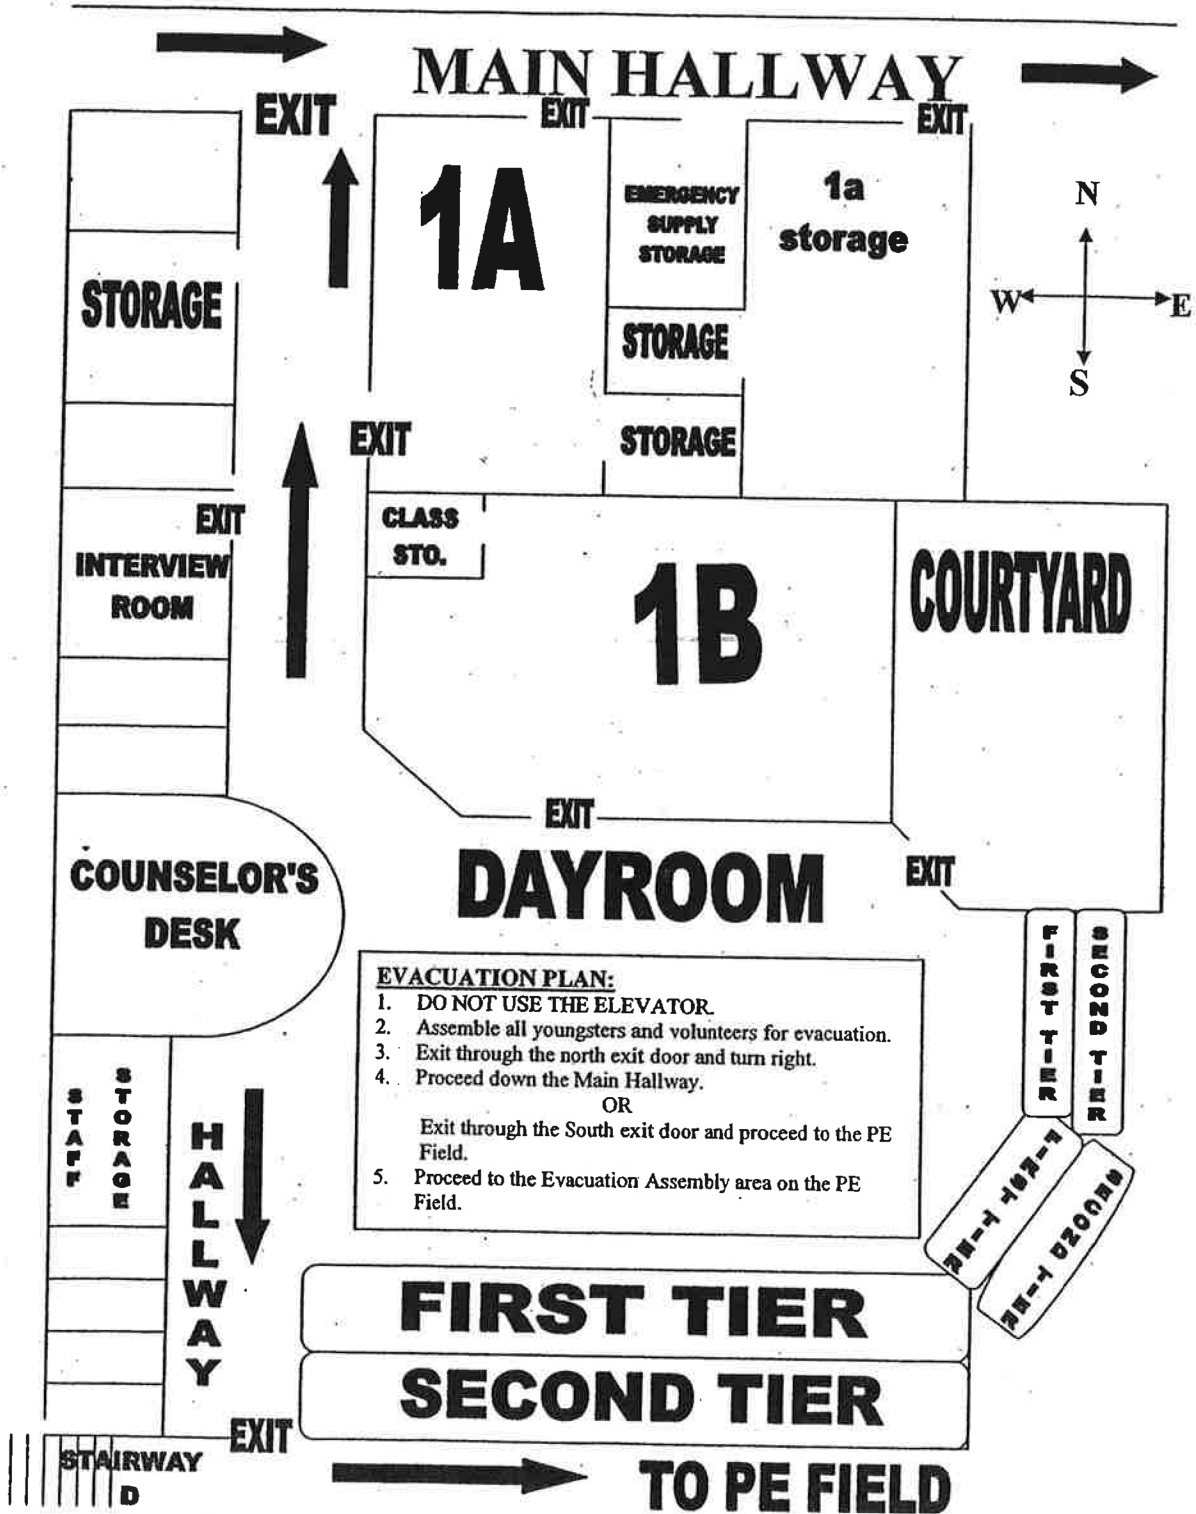 MAIN HALLWAY
EXIT
EXIT
EXIT
1A
EMERGENCY
SUPPLY
STORAGE
1a
storage
N
W
E
S
STORAGE
STORAGE
EXIT
STORAGE
EXIT
CLASS
STO.
INTERVIEW
ROOM
1B
COURTYARD
EXIT
COUNSELOR'S
DESK
DAYROOM
EXIT
EVACUATION PLAN:
1. DO NOT USE THE ELEVATOR.
2. Assemble all youngsters and volunteers for evacuation.
3. Exit through the north exit door and turn right.
4. Proceed down the Main Hallway.
OR
Exit through the South exit door and proceed to the PE
Field.
5. Proceed to the Evacuation Assembly area on the PE
Field.
FIRST TIER
SECOND TIER
FIRST TIER
SECOND TIER
STAFF
STORAGE
HALLWAY
FIRST TIER
SECOND TIER
EXIT
STAIRWAY
D
TO PE FIELD